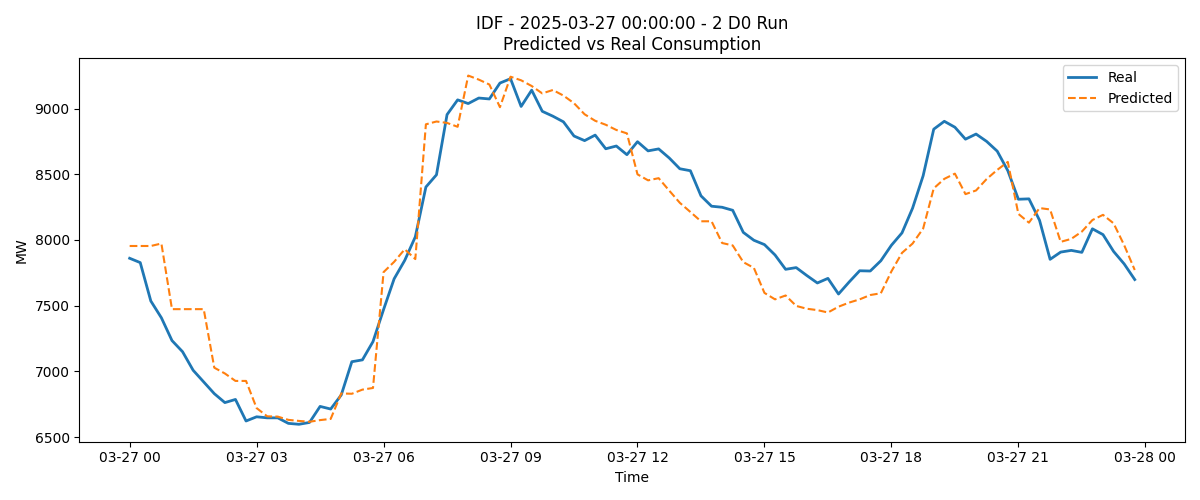 IDF - 2025-03-27 00:00:00 - 2 D0 Run
Predicted vs Real Consumption
Real
Predicted
MW
9000
8500
8000
7500
7000
6500
03-27 00
03-27 03
03-27 06
03-27 09
03-27 12
03-27 15
03-27 18
03-27 21
03-28 00
Time